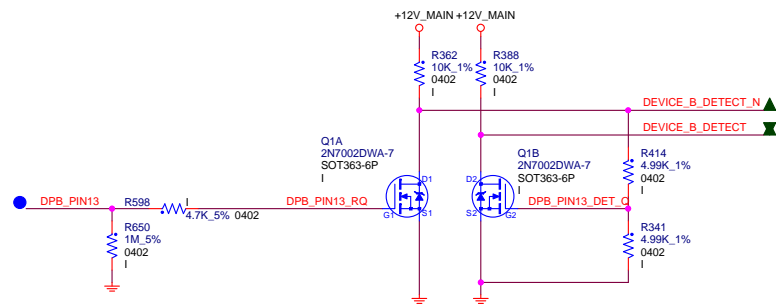 +12V_MAIN +12V_MAIN
R362
10K_1%
0402
I
R388
10K_1%
0402
I
DEVICE_B_DETECT_N
DEVICE_B_DETECT
Q1A
2N7002DWA-7
SOT363-6P
I
Q1B
2N7002DWA-7
SOT363-6P
I
R414
4.99K_1%
0402
I
D1
G1
S1
D2
S2
G2
DPB_PIN13
R598
I
4.7K_5% 0402
DPB_PIN13_RQ
DPB_PIN13_DET_Q
R650
1M_5%
0402
I
R341
4.99K_1%
0402
I